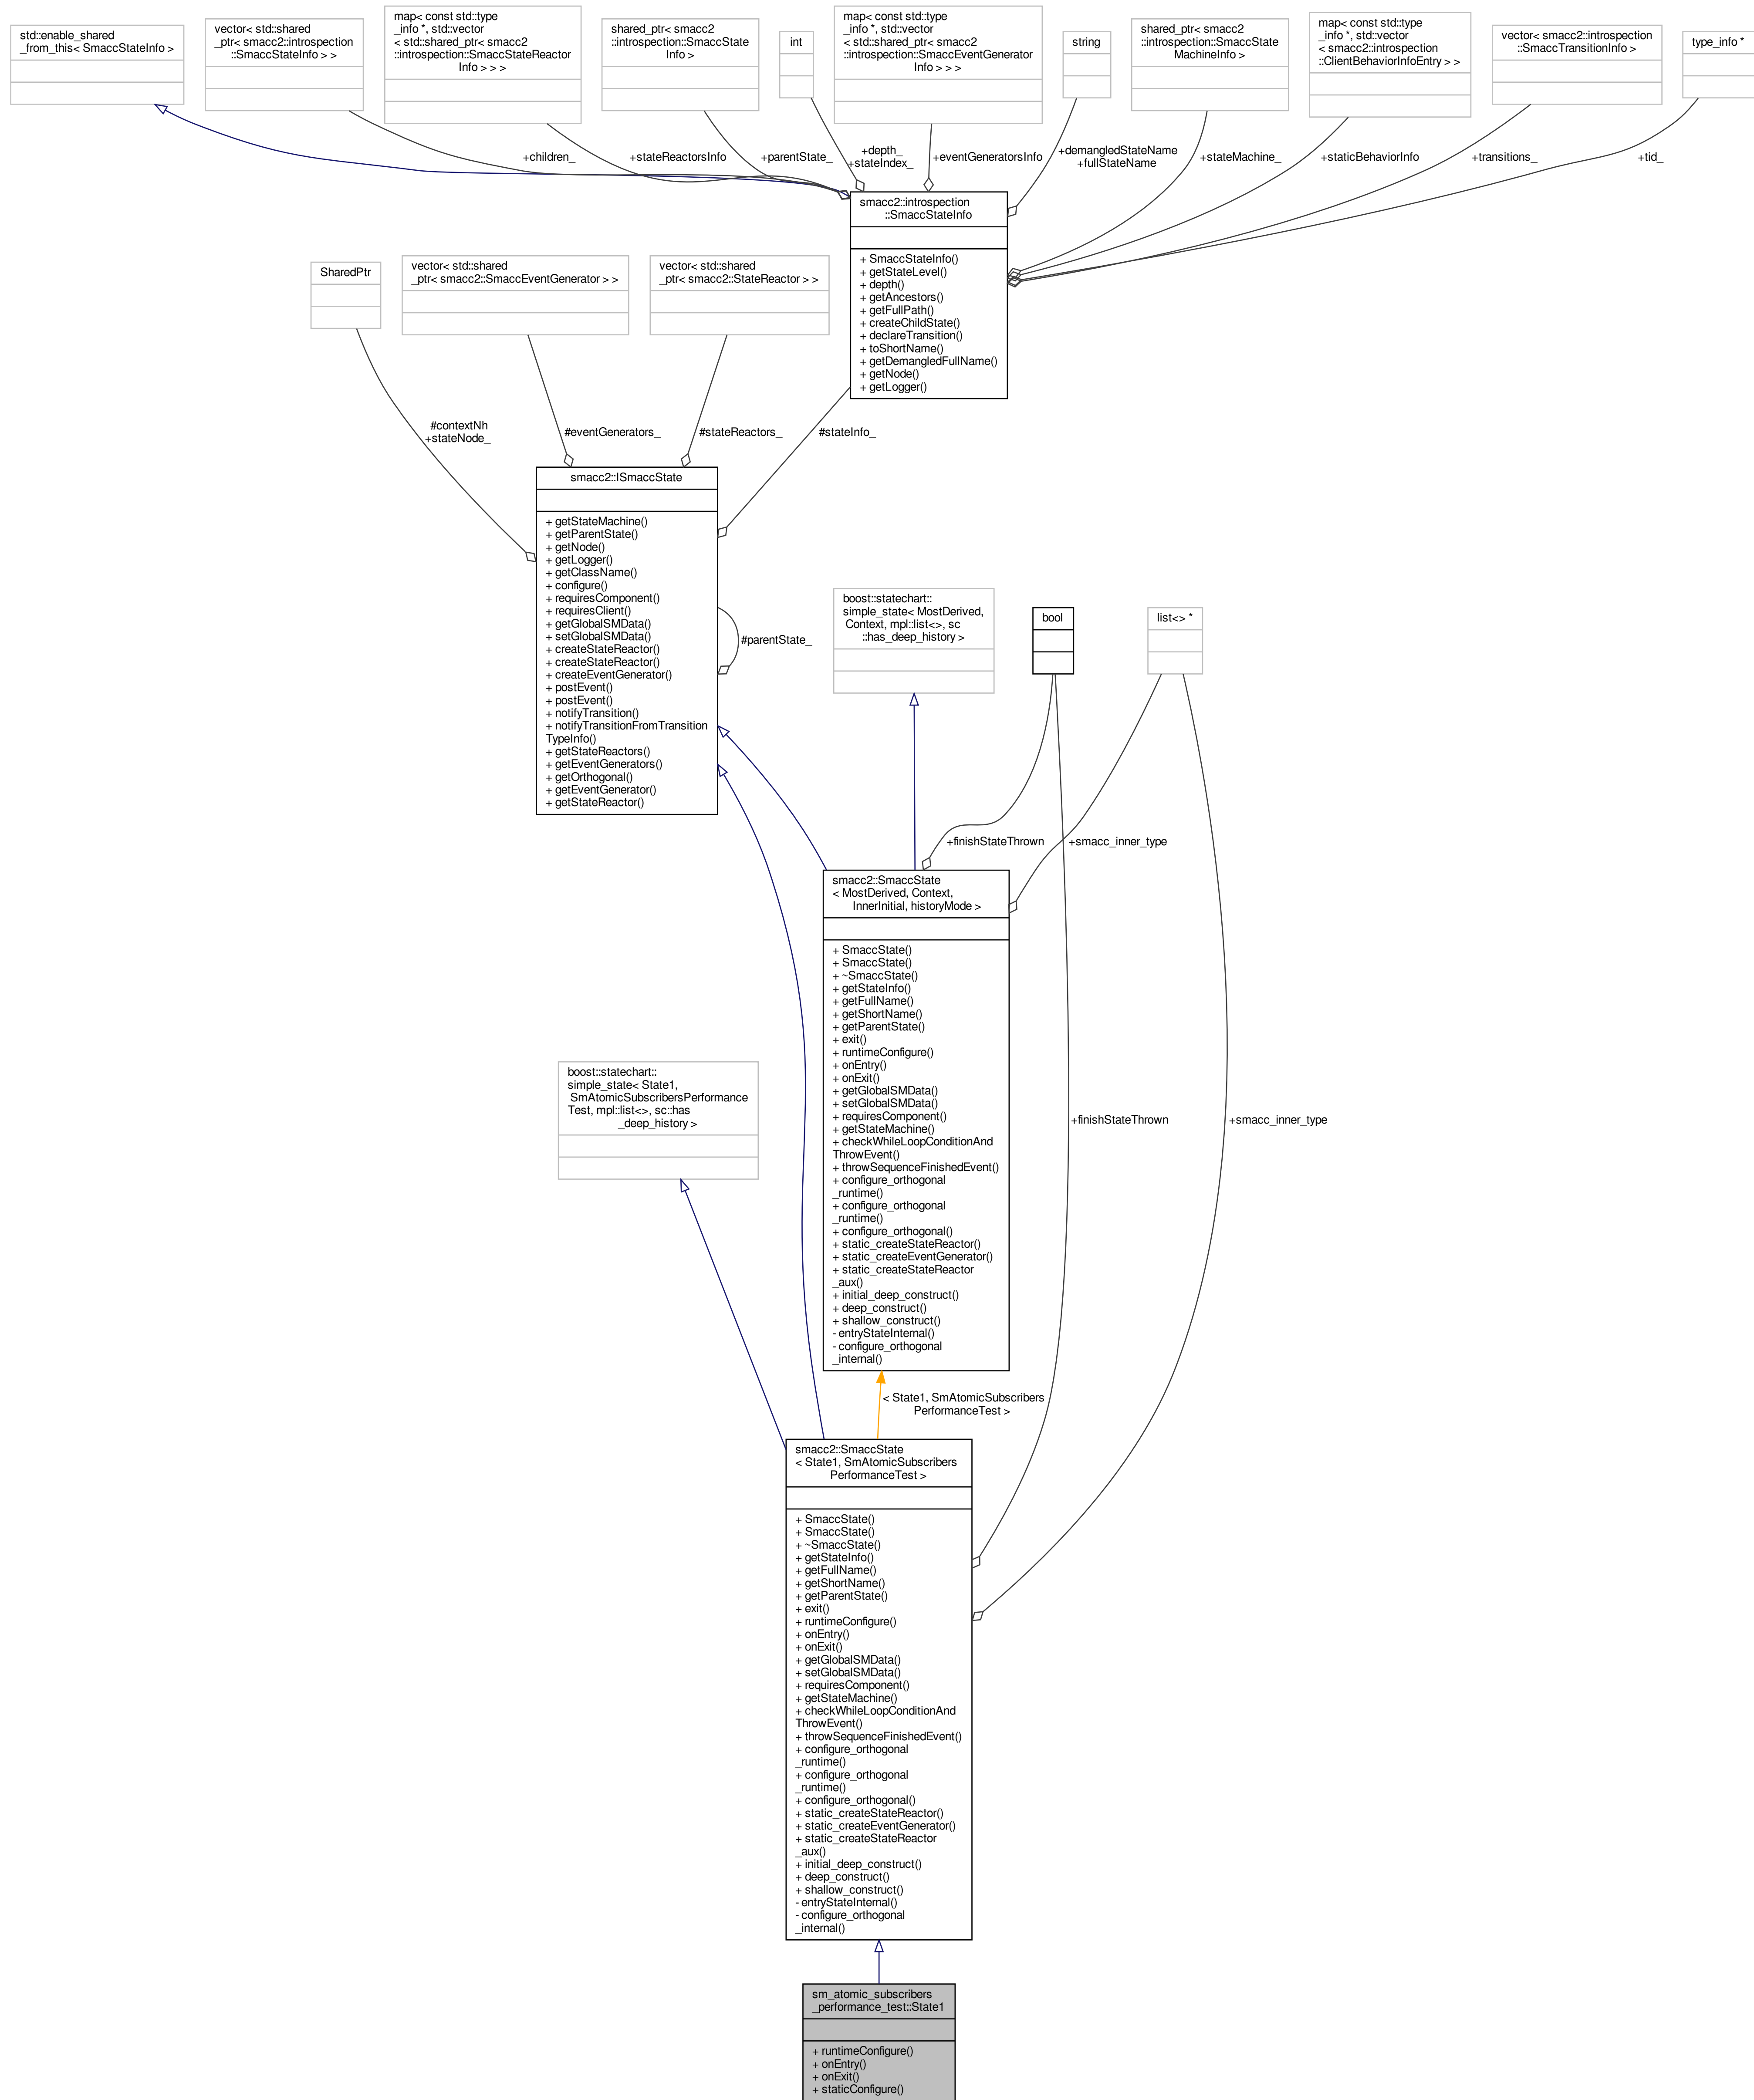 std::enable_shared
_from_this< SmaccStateInfo >
vector< std::shared
_ptr< smacc2::introspection
::SmaccStateInfo > >
map< const std::type
_info *, std::vector
< std::shared_ptr< smacc2
::introspection::SmaccStateReactor
Info > > >
shared_ptr< smacc2
::introspection::SmaccState
Info >
int
map< const std::type
_info *, std::vector
< std::shared_ptr< smacc2
::introspection::SmaccEventGenerator
Info > > >
string
shared_ptr< smacc2
::introspection::SmaccState
MachineInfo >
map< const std::type
_info *, std::vector
< smacc2::introspection
::ClientBehaviorInfoEntry > >
vector< smacc2::introspection
::SmaccTransitionInfo >
type_info *
+children_
+stateReactorsInfo
+parentState_
+depth_
+stateIndex_
+eventGeneratorsInfo
+demangledStateName
+fullStateName
+stateMachine_
+staticBehaviorInfo
+transitions_
+tid_
smacc2::introspection
::SmaccStateInfo
+ SmaccStateInfo()
+ getStateLevel()
+ depth()
+ getAncestors()
+ getFullPath()
+ createChildState()
+ declareTransition()
+ toShortName()
+ getDemangledFullName()
+ getNode()
+ getLogger()
SharedPtr
vector< std::shared
_ptr< smacc2::SmaccEventGenerator > >
vector< std::shared
_ptr< smacc2::StateReactor > >
#contextNh
+stateNode_
#eventGenerators_
#stateReactors_
#stateInfo_
smacc2::ISmaccState
+ getStateMachine()
+ getParentState()
+ getNode()
+ getLogger()
+ getClassName()
+ configure()
+ requiresComponent()
+ requiresClient()
+ getGlobalSMData()
+ setGlobalSMData()
+ createStateReactor()
+ createStateReactor()
+ createEventGenerator()
+ postEvent()
+ postEvent()
+ notifyTransition()
+ notifyTransitionFromTransition
TypeInfo()
+ getStateReactors()
+ getEventGenerators()
+ getOrthogonal()
+ getEventGenerator()
+ getStateReactor()
#parentState_
boost::statechart::
simple_state< MostDerived,
Context, mpl::list<>, sc
::has_deep_history >
bool
list<> *
+finishStateThrown
+smacc_inner_type
smacc2::SmaccState
< MostDerived, Context,
InnerInitial, historyMode >
+ SmaccState()
+ SmaccState()
+ ~SmaccState()
+ getStateInfo()
+ getFullName()
+ getShortName()
+ getParentState()
+ exit()
+ runtimeConfigure()
+ onEntry()
+ onExit()
+ getGlobalSMData()
+ setGlobalSMData()
+ requiresComponent()
+ getStateMachine()
+ checkWhileLoopConditionAnd
ThrowEvent()
+ throwSequenceFinishedEvent()
+ configure_orthogonal
_runtime()
+ configure_orthogonal
_runtime()
+ configure_orthogonal()
+ static_createStateReactor()
+ static_createEventGenerator()
+ static_createStateReactor
_aux()
+ initial_deep_construct()
+ deep_construct()
+ shallow_construct()
- entryStateInternal()
- configure_orthogonal
_internal()
boost::statechart::
simple_state< State1,
SmAtomicSubscribersPerformance
Test, mpl::list<>, sc::has
_deep_history >
+finishStateThrown
+smacc_inner_type
< State1, SmAtomicSubscribers
PerformanceTest >
smacc2::SmaccState
< State1, SmAtomicSubscribers
PerformanceTest >
+ SmaccState()
+ SmaccState()
+ ~SmaccState()
+ getStateInfo()
+ getFullName()
+ getShortName()
+ getParentState()
+ exit()
+ runtimeConfigure()
+ onEntry()
+ onExit()
+ getGlobalSMData()
+ setGlobalSMData()
+ requiresComponent()
+ getStateMachine()
+ checkWhileLoopConditionAnd
ThrowEvent()
+ throwSequenceFinishedEvent()
+ configure_orthogonal
_runtime()
+ configure_orthogonal
_runtime()
+ configure_orthogonal()
+ static_createStateReactor()
+ static_createEventGenerator()
+ static_createStateReactor
_aux()
+ initial_deep_construct()
+ deep_construct()
+ shallow_construct()
- entryStateInternal()
- configure_orthogonal
_internal()
sm_atomic_subscribers
_performance_test::State1
+ runtimeConfigure()
+ onEntry()
+ onExit()
+ staticConfigure()